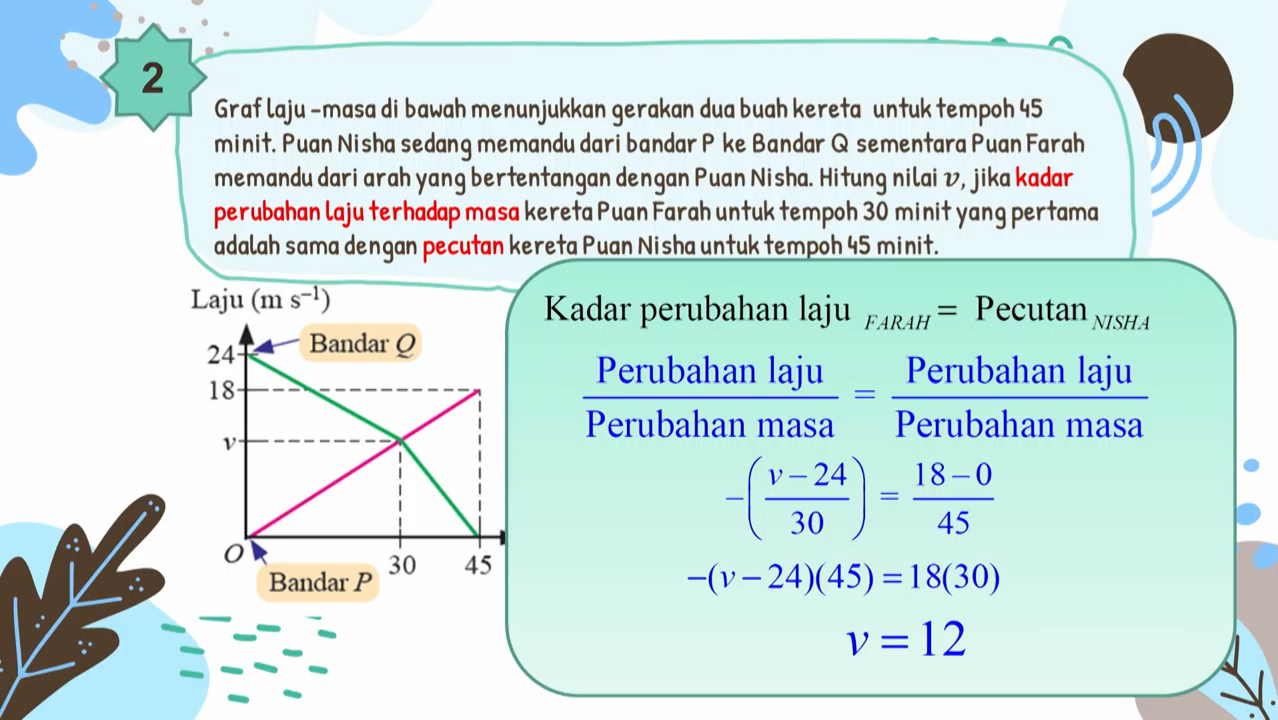 2
Graf laju -masa di bawah menunjukkan gerakan dua buah kereta untuk tempoh 45
minit. Puan Nisha sedang memandu dari bandar P ke Bandar Q sementara Puan Farah
memandu dari arah yang bertentangan dengan Puan Nisha. Hitung nilai v, jika kadar
perubahan laju terhadap masa kereta Puan Farah untuk tempoh 30 minit yang pertama
adalah sama dengan pecutan kereta Puan Nisha untuk tempoh 45 minit.
Laju (m s⁻¹)
Bandar Q
24
18
v
O
30
45
Bandar P
Kadar perubahan laju FARAH = Pecutan NISHA
Perubahan laju / Perubahan masa = Perubahan laju / Perubahan masa
-((v - 24)/30) = (18 - 0)/45
-(v - 24)(45) = 18(30)
v = 12